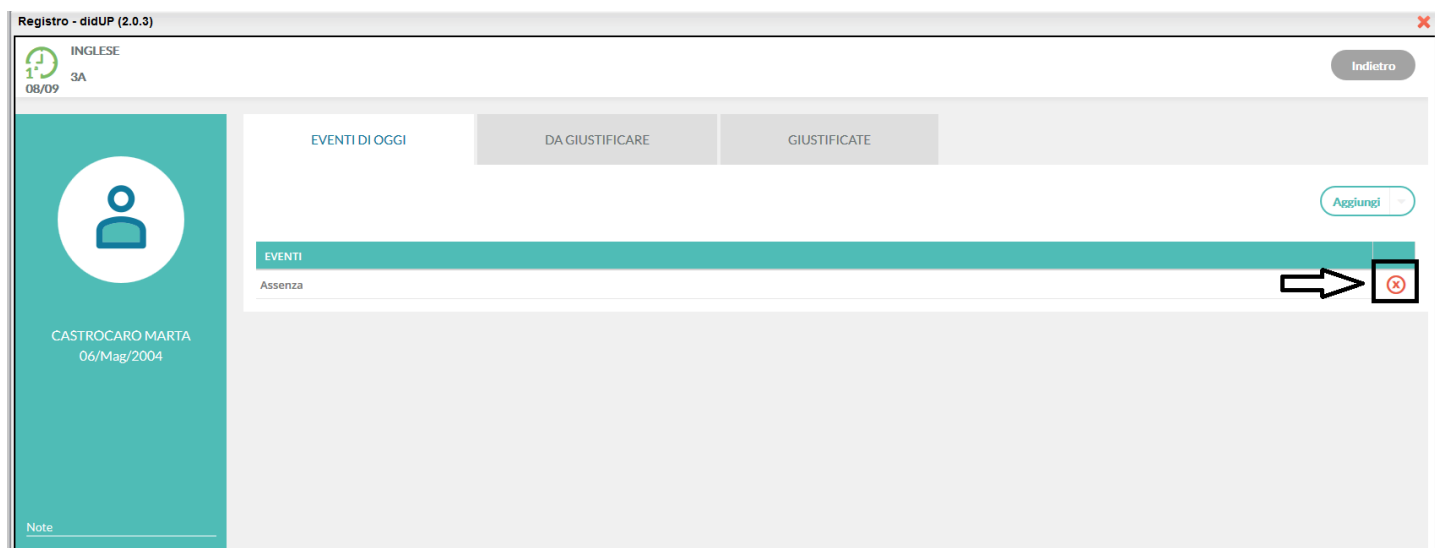 Registro - didUP (2.0.3)
INGLESE
1°
3A
08/09
Indietro
EVENTI DI OGGI
DA GIUSTIFICARE
GIUSTIFICATE
Aggiungi
EVENTI
Assenza
CASTROCARO MARTA
06/Mag/2004
Note